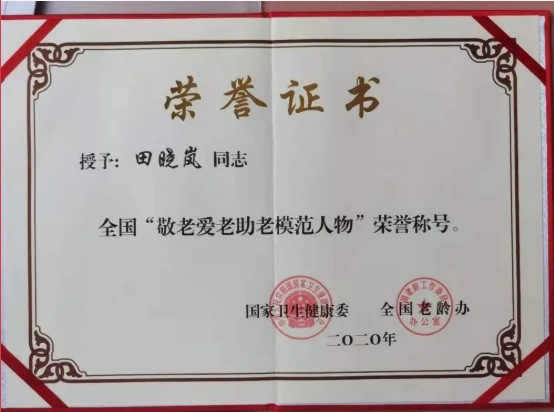 荣誉证书
授予：田晓岚 同志
全国“敬老爱老助老模范人物”荣誉称号。
国家卫生健康委 全国老龄办
二〇二〇年